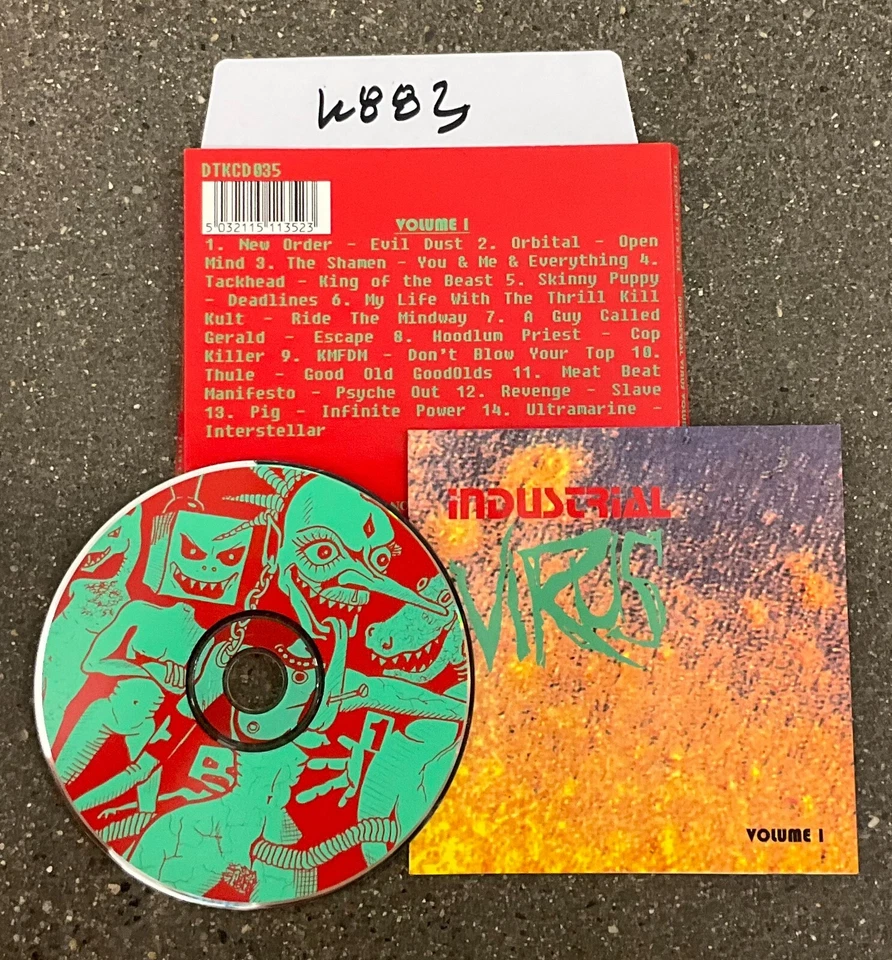 K883
DTKCD035
5 032115 113523
VOLUME I
1. New Order - Evil Dust 2. Orbital - Open
Mind 3. The Shamen - You & Me & Everything 4.
Tackhead - King of the Beast 5. Skinny Puppy
- Deadlines 6. My Life With The Thrill Kill
Kult - Ride The Mindway 7. A Guy Called
Gerald - Escape 8. Hoodlum Priest - Cop
Killer 9. KMFDM - Don't Blow Your Top 10.
Thule - Good Old GoodOlds 11. Meat Beat
Manifesto - Psyche Out 12. Revenge - Slave
13. Pig - Infinite Power 14. Ultramarine -
Interstellar
iNDUSTRiAL
VIRUS
VOLUME I